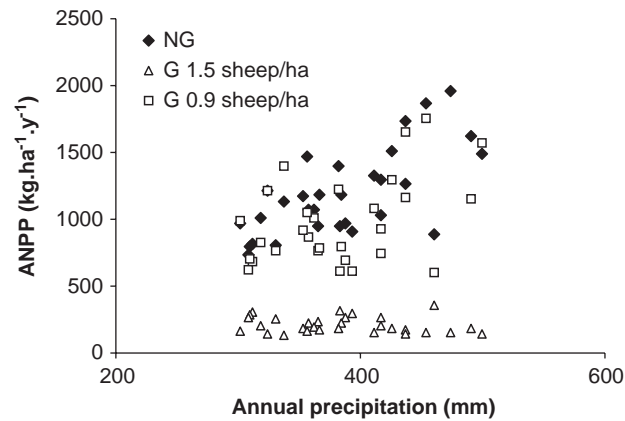 2500
2000
1500
1000
500
0
200
400
600
ANPP (kg.ha⁻¹.y⁻¹)
NG
G 1.5 sheep/ha
G 0.9 sheep/ha
Annual precipitation (mm)